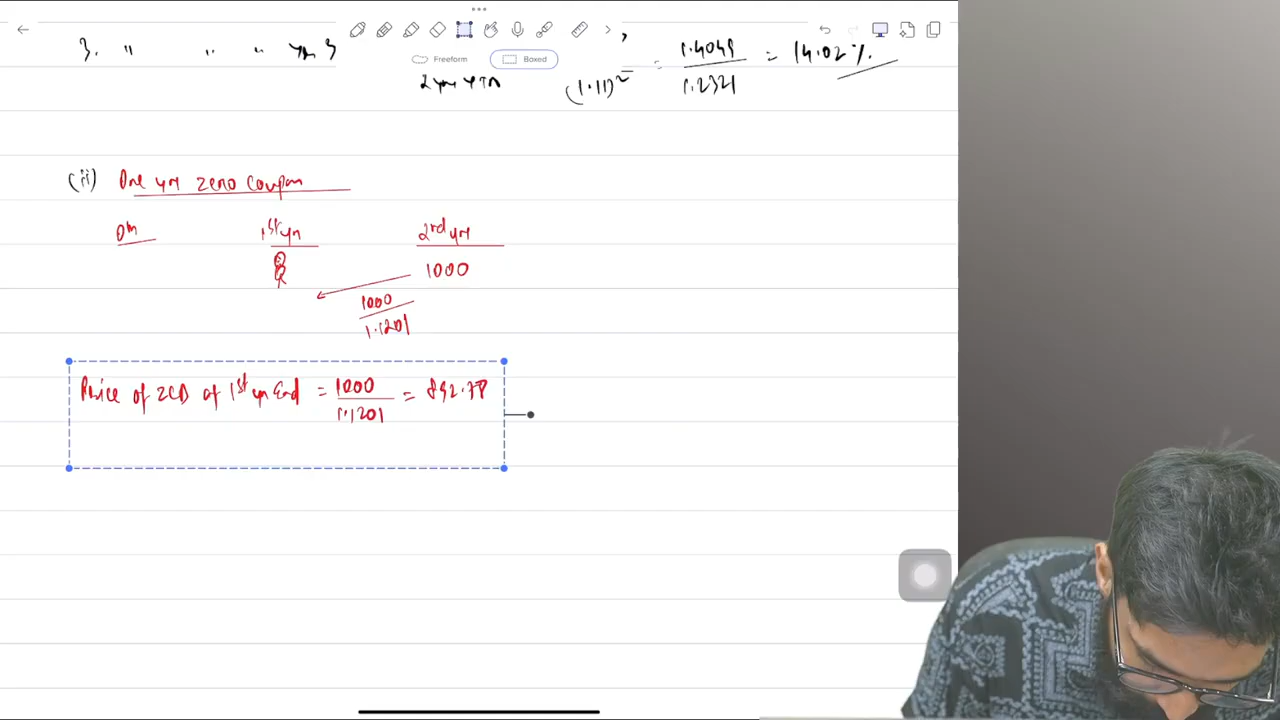 Freeform Boxed
3. " " " yr 3
2 yr YTM (1.11)² = 1.4049 / 1.2321 = 14.02%
(ii) One yr zero coupon
0th 1st yr 2nd yr
1000
1000
1.1201
Price of ZCB at 1st yr End = 1000 / 1.1201 = 892.78